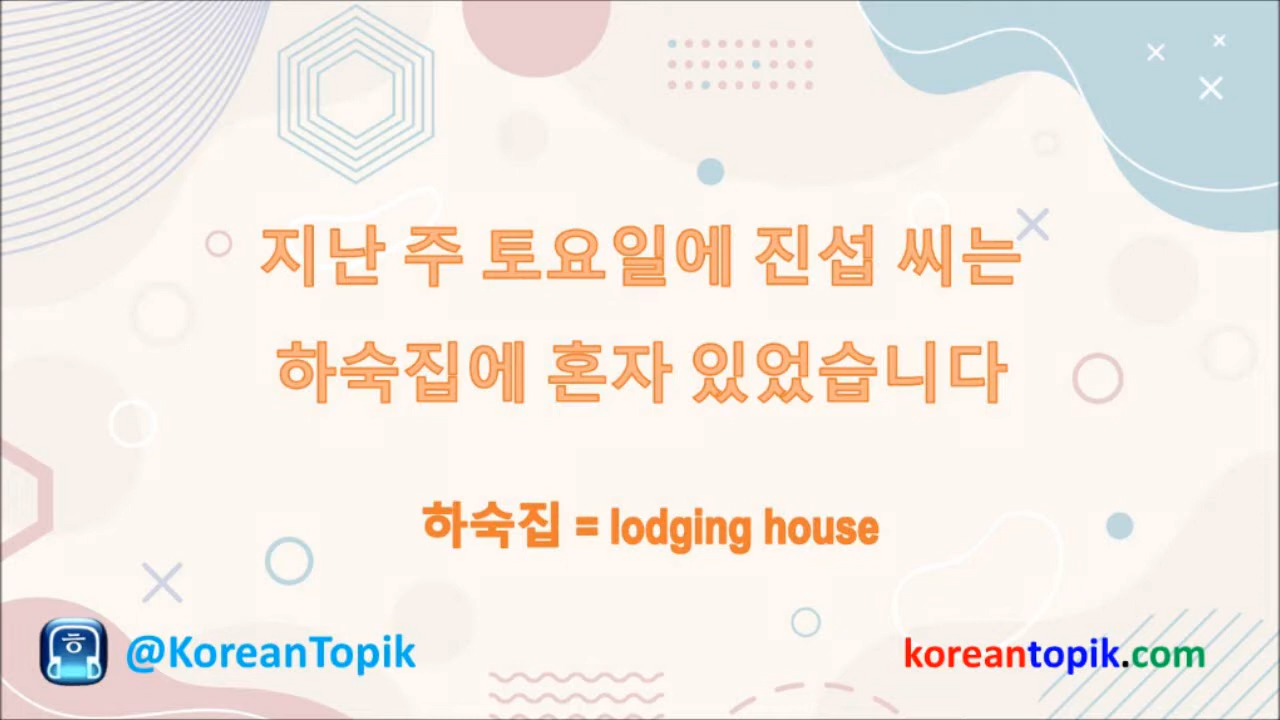 지난 주 토요일에 진섭 씨는
하숙집에 혼자 있었습니다
하숙집 = lodging house
ㅎ @KoreanTopik
koreantopik.com